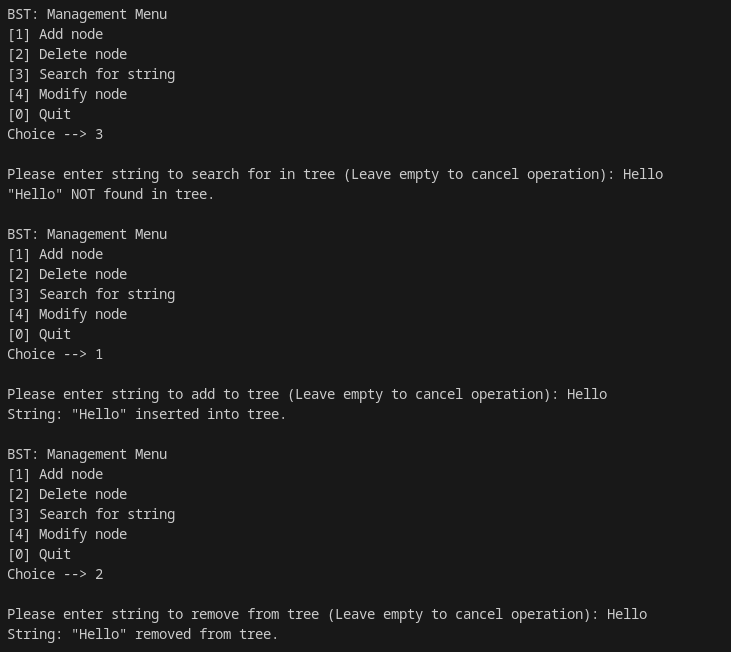 BST: Management Menu
[1] Add node
[2] Delete node
[3] Search for string
[4] Modify node
[0] Quit
Choice --> 3
Please enter string to search for in tree (Leave empty to cancel operation): Hello
"Hello" NOT found in tree.
BST: Management Menu
[1] Add node
[2] Delete node
[3] Search for string
[4] Modify node
[0] Quit
Choice --> 1
Please enter string to add to tree (Leave empty to cancel operation): Hello
String: "Hello" inserted into tree.
BST: Management Menu
[1] Add node
[2] Delete node
[3] Search for string
[4] Modify node
[0] Quit
Choice --> 2
Please enter string to remove from tree (Leave empty to cancel operation): Hello
String: "Hello" removed from tree.